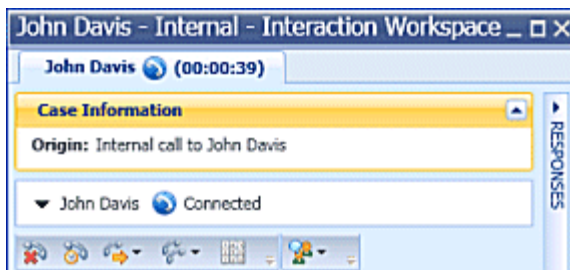 John Davis - Internal - Interaction Workspace
John Davis (00:00:39)
Case Information
Origin: Internal call to John Davis
John Davis Connected
RESPONSES